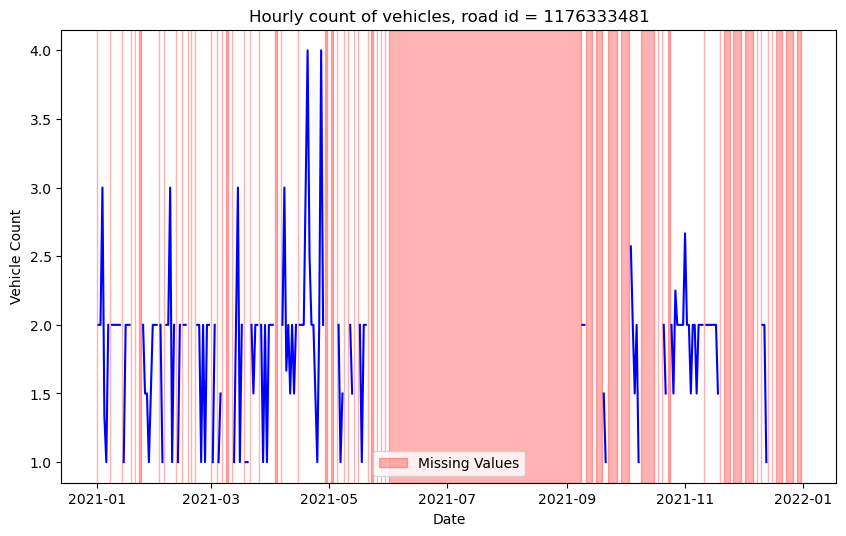 Hourly count of vehicles, road id = 1176333481
Vehicle Count
4.0
3.5
3.0
2.5
2.0
1.5
1.0
Missing Values
2021-01 2021-03 2021-05 2021-07 2021-09 2021-11 2022-01
Date